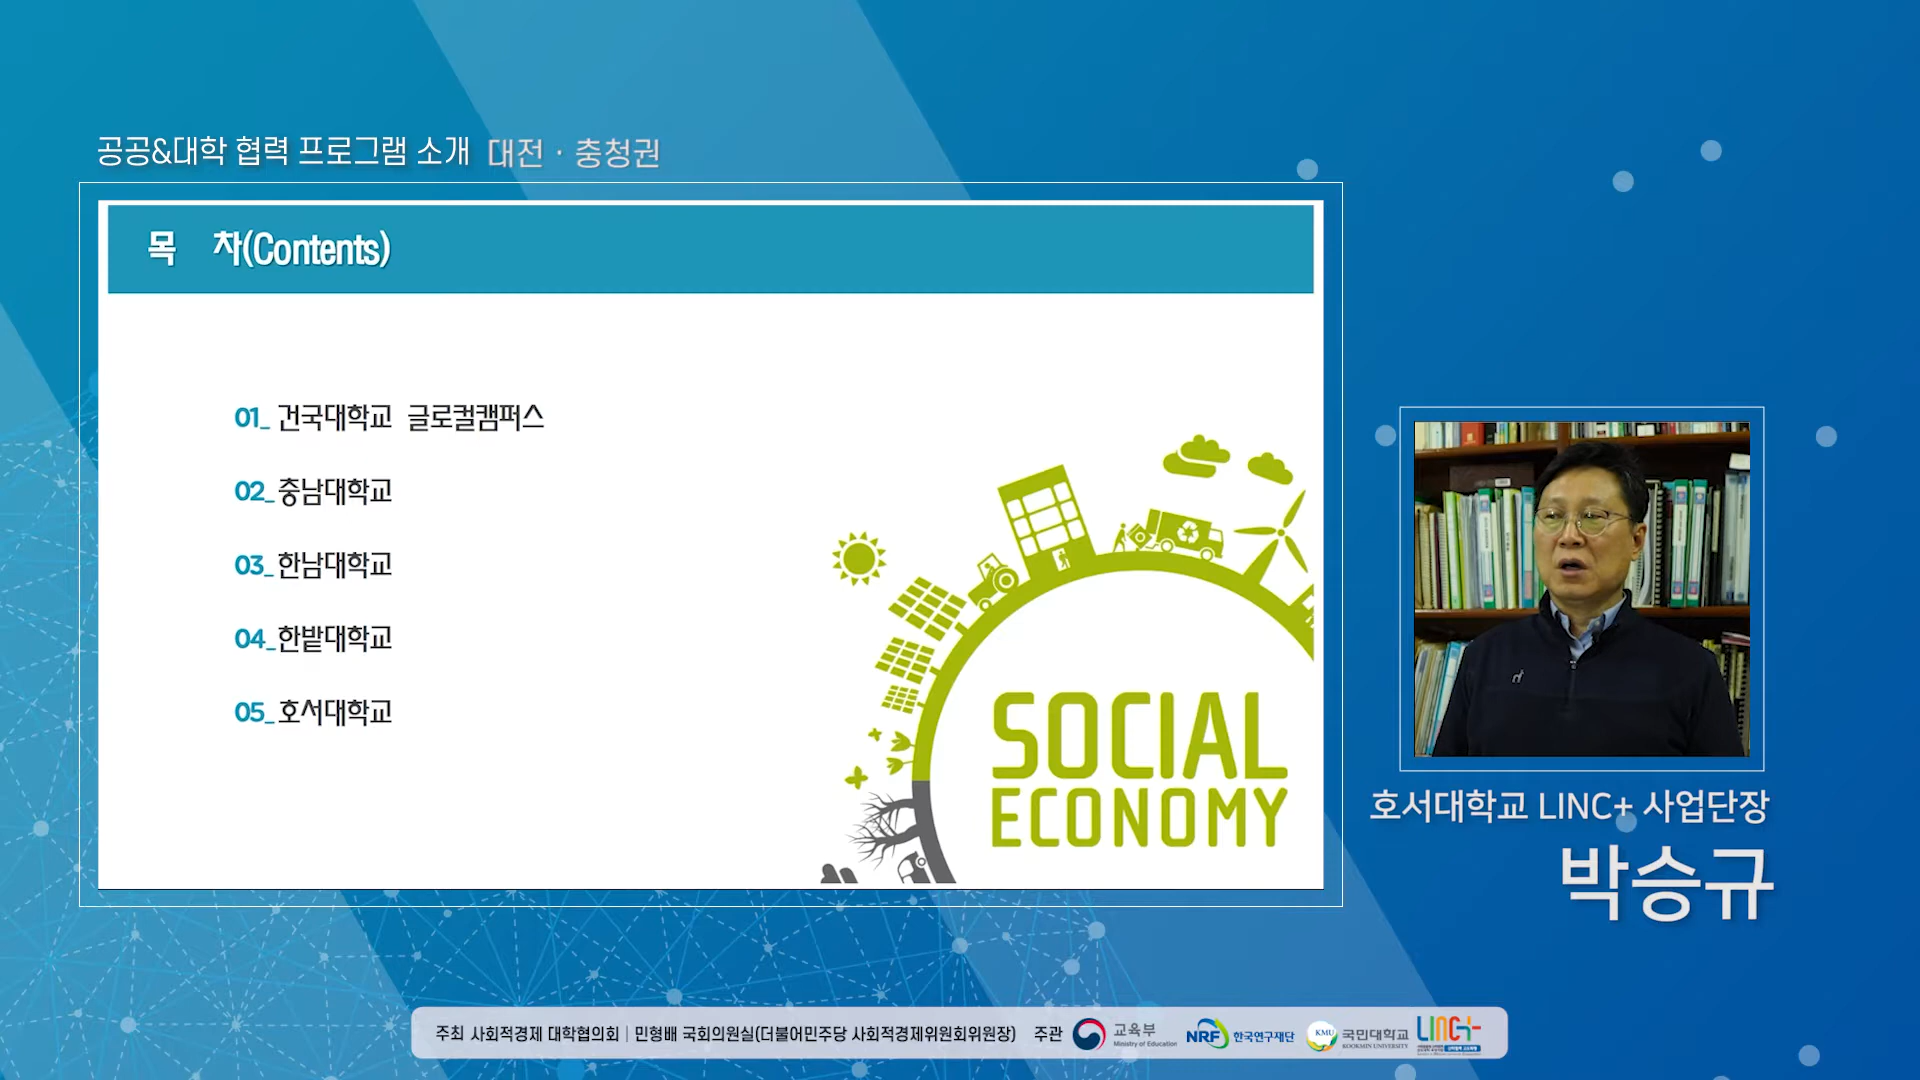 공공&대학 협력 프로그램 소개 대전 · 충청권
목 차(Contents)
01_ 건국대학교 글로컬캠퍼스
02_ 충남대학교
03_ 한남대학교
04_ 한밭대학교
05_ 호서대학교
SOCIAL
ECONOMY
호서대학교 LINC+ 사업단장
박승규
주최 사회적경제 대학협의회 | 민형배 국회의원실(더불어민주당 사회적경제위원회위원장) 주관 교육부 Ministry of Education NRF 한국연구재단 KMU 국민대학교 KOOKMIN UNIVERSITY LINC+